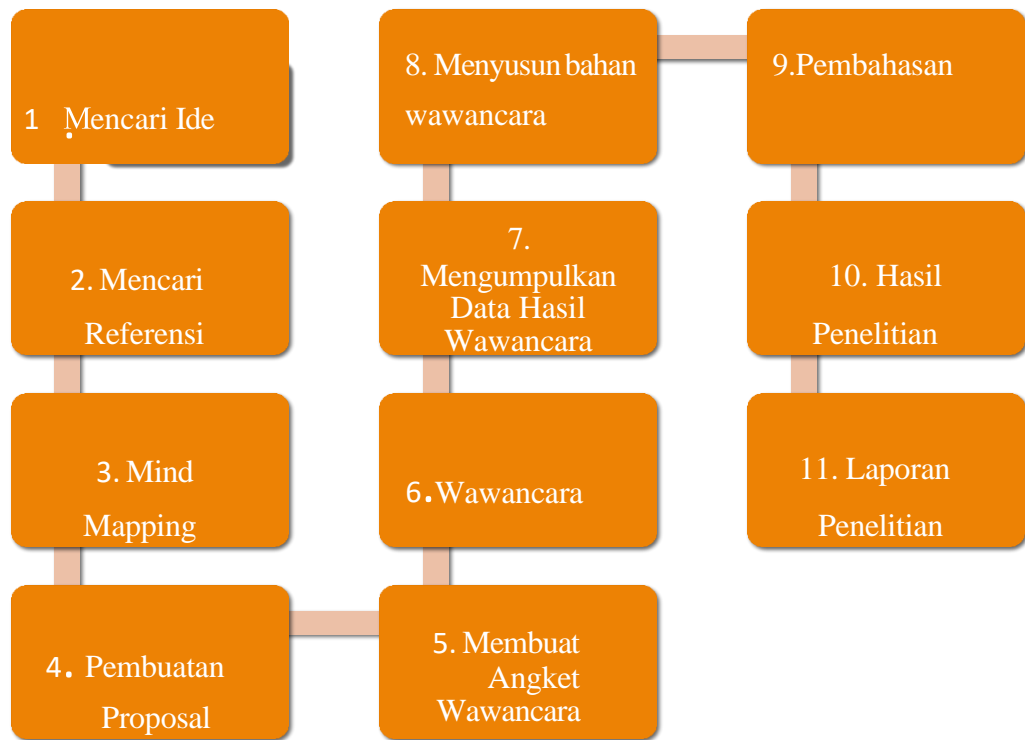 1. Mencari Ide
2. Mencari
Referensi
3. Mind
Mapping
4. Pembuatan
Proposal
5. Membuat
Angket
Wawancara
6.Wawancara
7.
Mengumpulkan
Data Hasil
Wawancara
8. Menyusun bahan
wawancara
9.Pembahasan
10. Hasil
Penelitian
11. Laporan
Penelitian